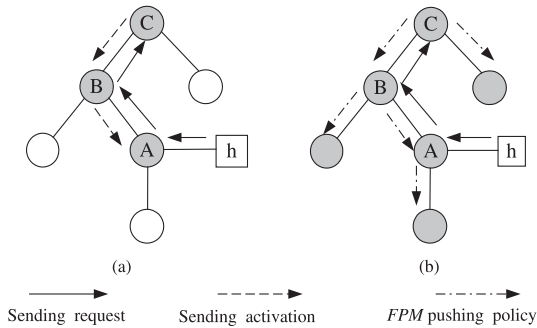 C C
B B
A h A h
(a) (b)
Sending request Sending activation FPM pushing policy